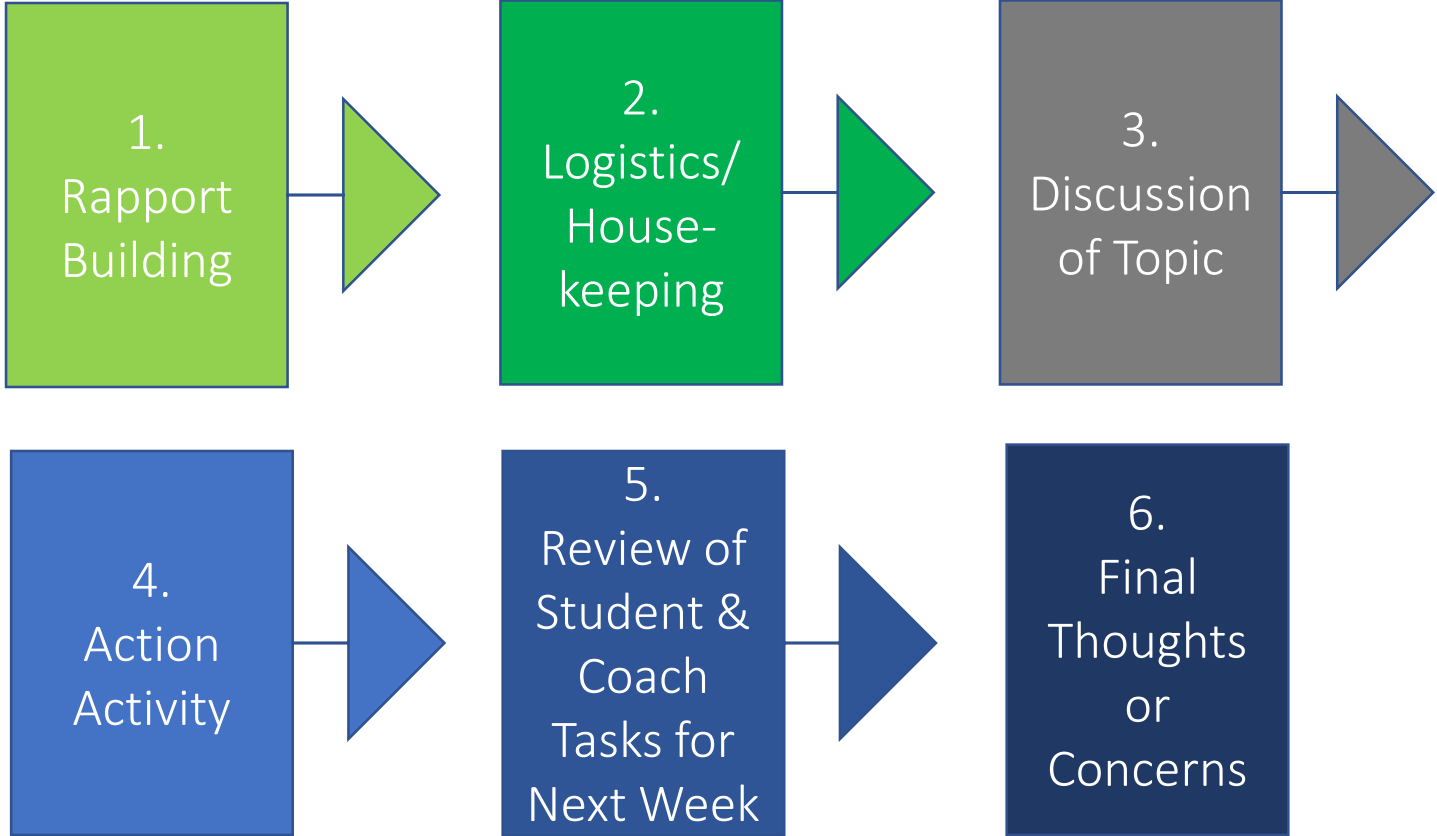 1.
Rapport
Building
2.
Logistics/
House-
keeping
3.
Discussion
of Topic
4.
Action
Activity
5.
Review of
Student &
Coach
Tasks for
Next Week
6.
Final
Thoughts
or
Concerns